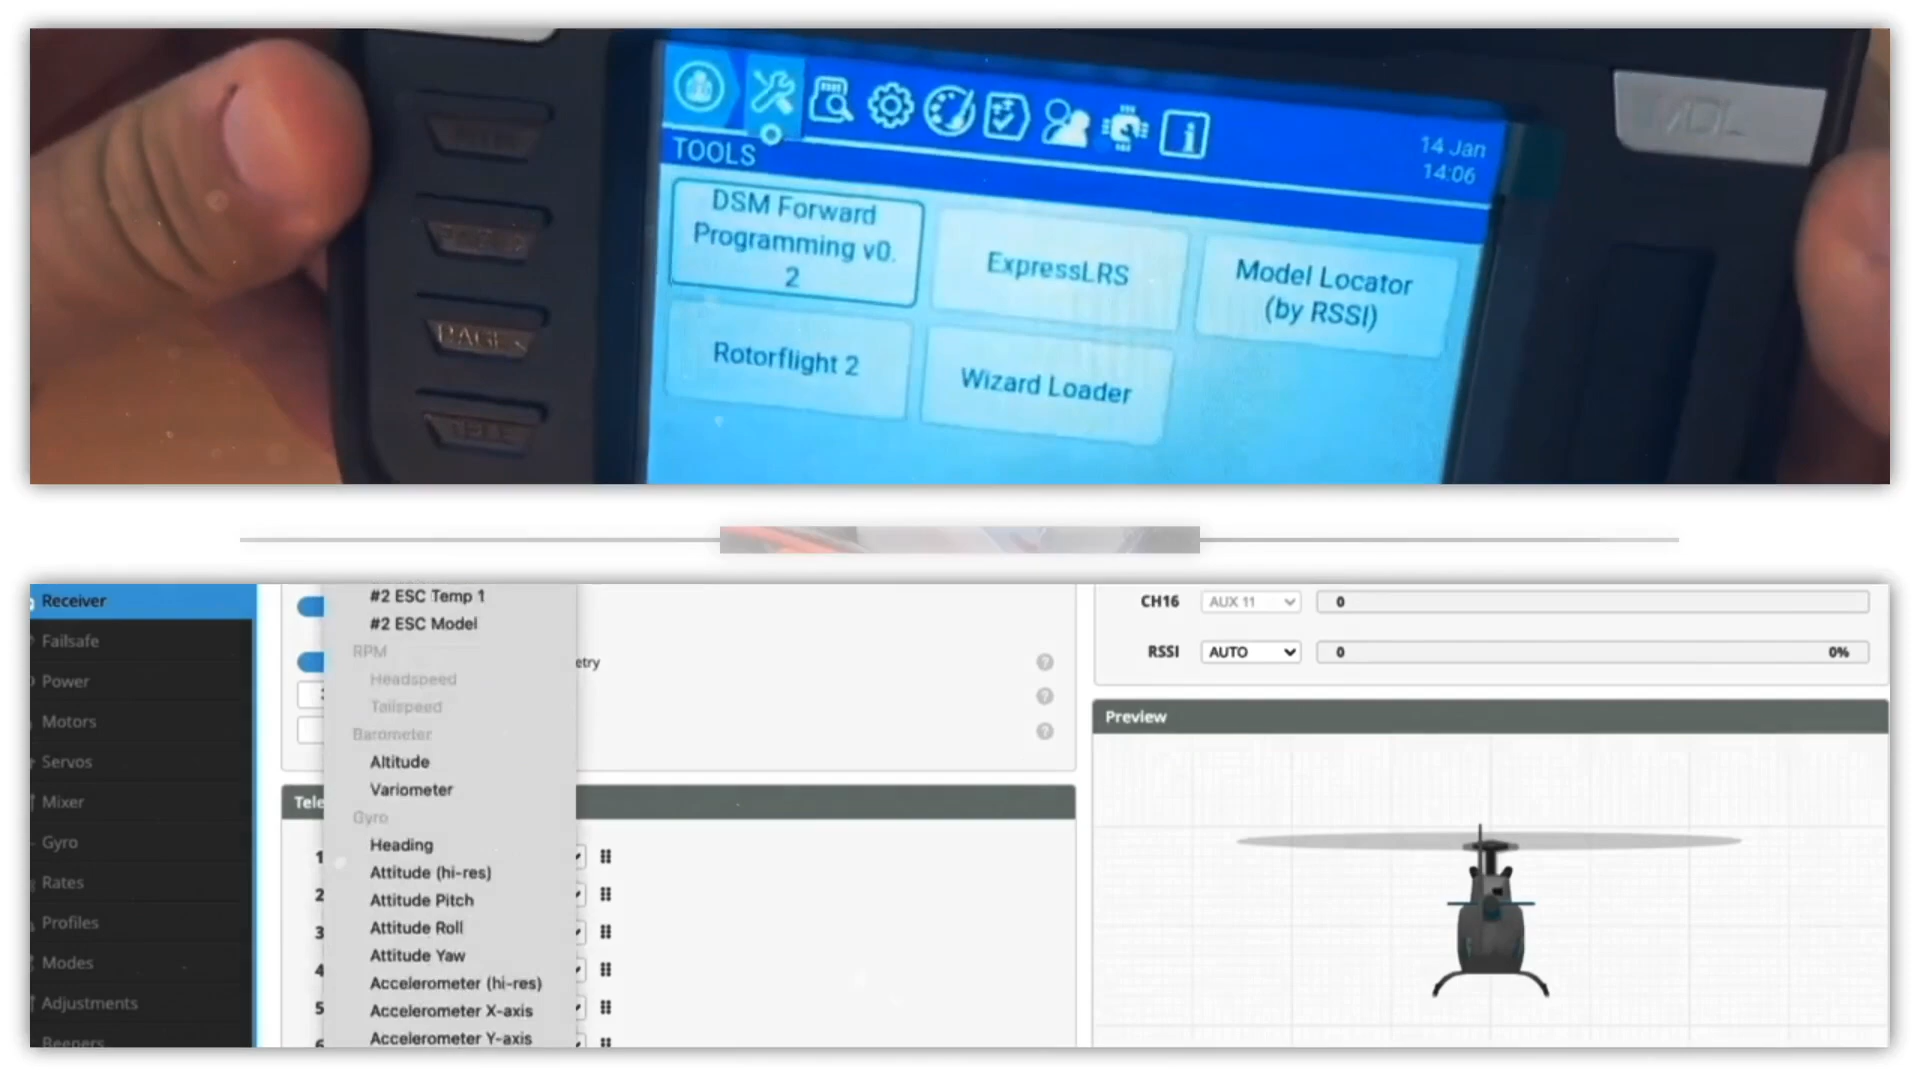 14 Jan
14:06
TOOLS
DSM Forward
Programming v0.
2
ExpressLRS
Model Locator
(by RSSI)
Rotorflight 2
Wizard Loader
PAGE>
Receiver
Failsafe
Power
Motors
Servos
Mixer
Gyro
Rates
Profiles
Modes
Adjustments
Beepers
#2 ESC Temp 1
#2 ESC Model
RPM
Headspeed
Tailspeed
Barometer
Altitude
Variometer
Gyro
Heading
Attitude (hi-res)
Attitude Pitch
Attitude Roll
Attitude Yaw
Accelerometer (hi-res)
Accelerometer X-axis
Accelerometer Y-axis
etry
?
?
?
Tele
1
2
3
4
5
6
CH16 AUX 11 0
RSSI AUTO 0 0%
Preview